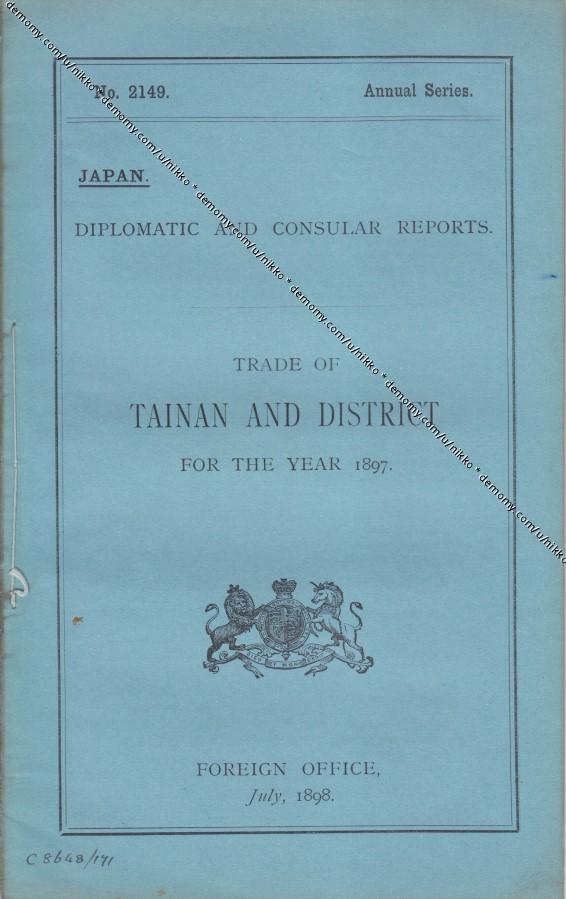 No. 2149. Annual Series.
JAPAN.
DIPLOMATIC AND CONSULAR REPORTS.
TRADE OF
TAINAN AND DISTRICT
FOR THE YEAR 1897.
FOREIGN OFFICE,
July, 1898.
C 8648/171
demomy.com/u/nikko * demomy.com/u/nikko * demomy.com/u/nikko * demomy.com/u/nikko * demomy.com/u/nikko * demomy.com/u/nikko